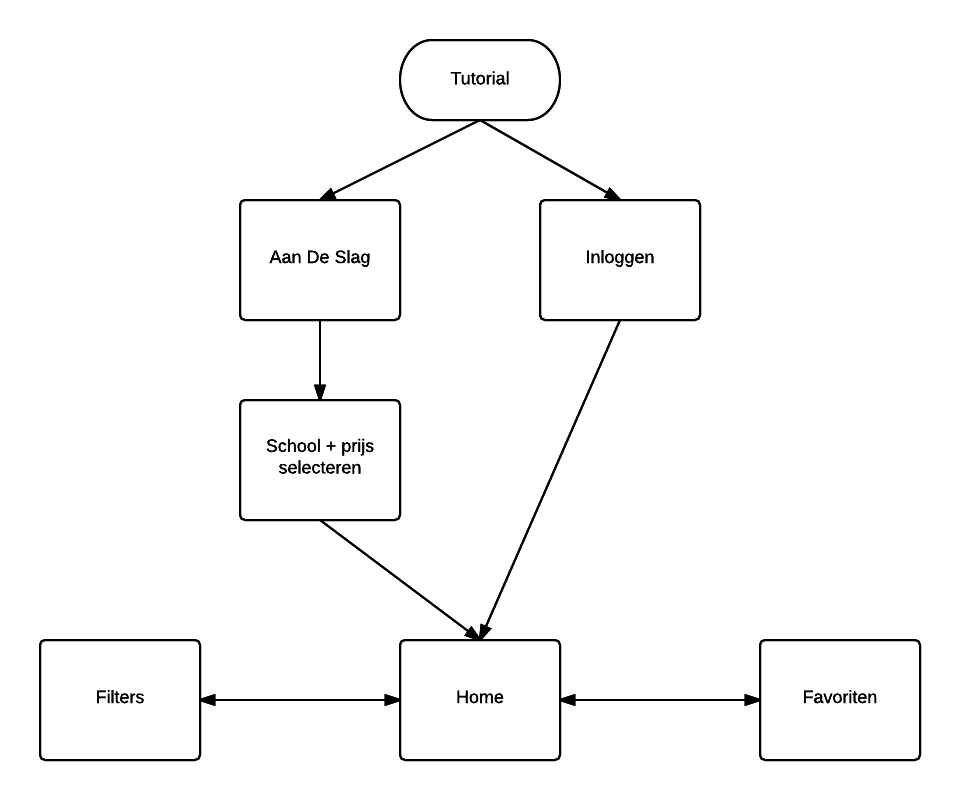 Tutorial
Aan De Slag
Inloggen
School + prijs
selecteren
Filters
Home
Favoriten